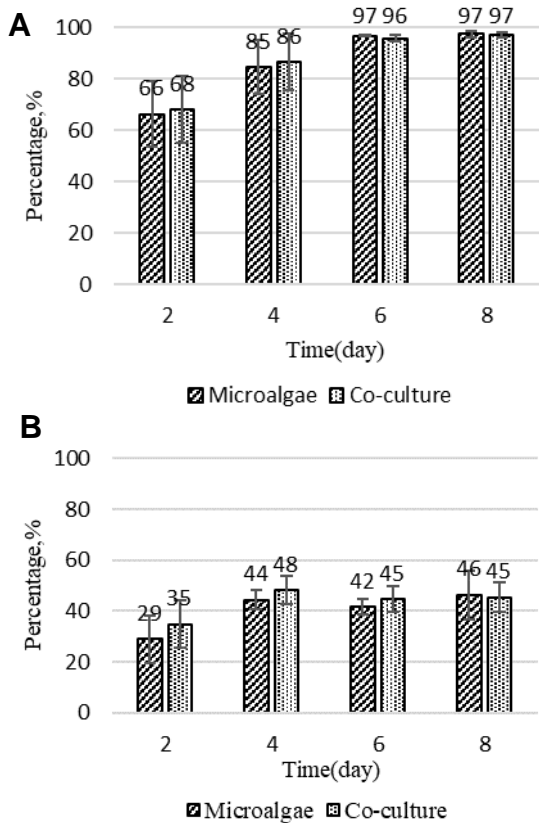 A
97 96 97 97
100
85 86
80
66 68
60
40
20
0
2 4 6 8
Percentage,%
Time(day)
Microalgae Co-culture
B
100
80
60
44 48 42 45 46 45
40
29 35
20
0
2 4 6 8
Percentage,%
Time(day)
Microalgae Co-culture